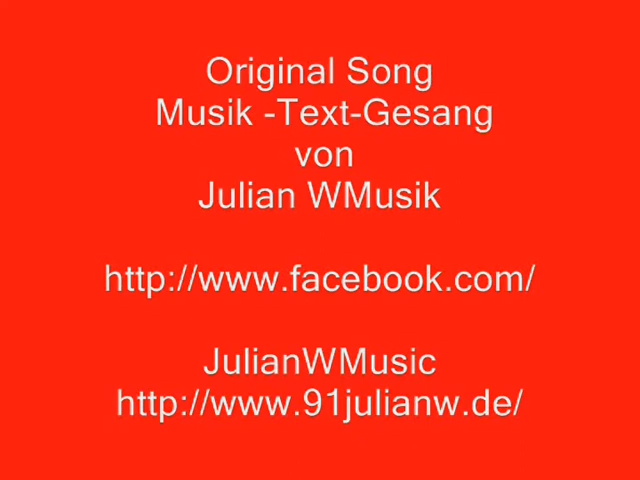 Original Song
Musik -Text-Gesang
von
Julian WMusik
http://www.facebook.com/
JulianWMusic
http://www.91julianw.de/